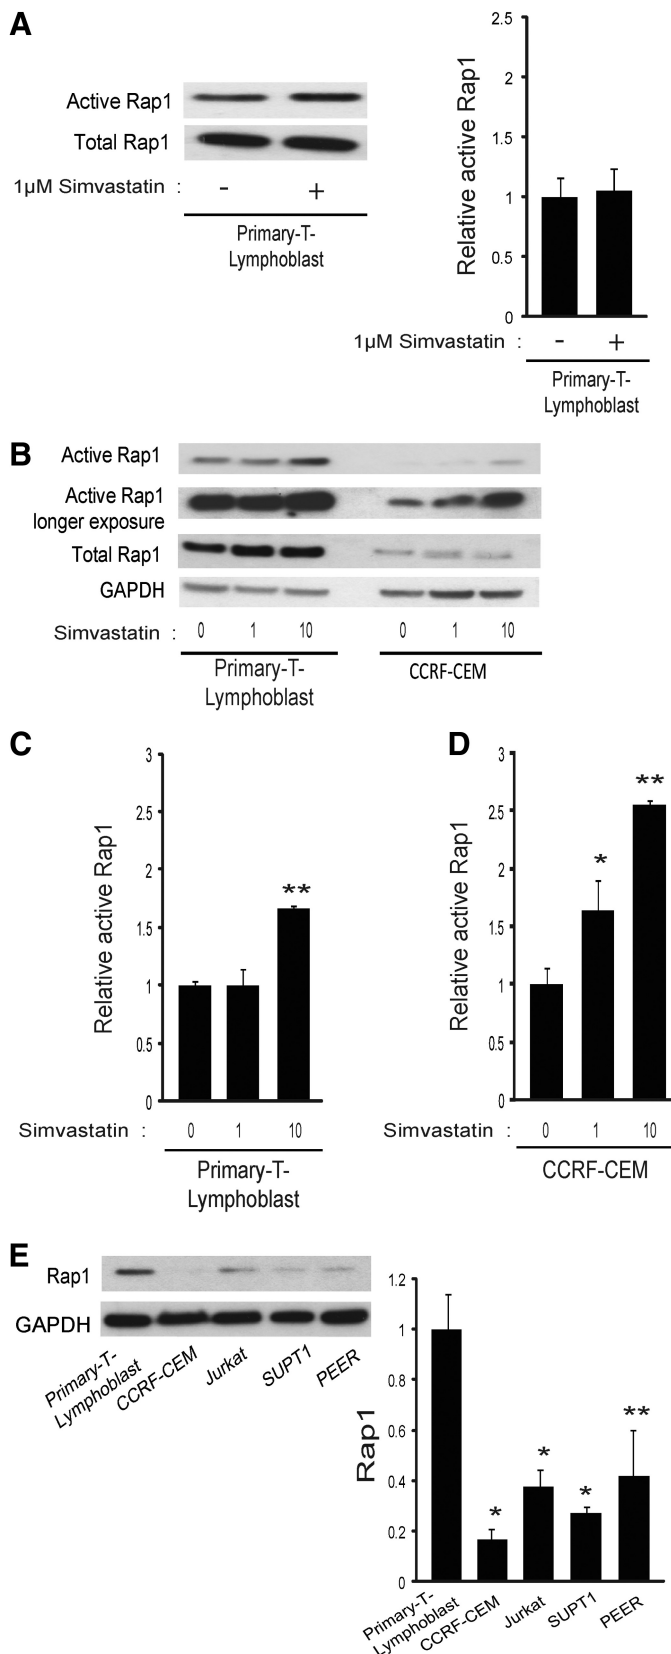 A
Active Rap1
Total Rap1
1µM Simvastatin : - +
Primary-T-
Lymphoblast
Relative active Rap1
2.5
2
1.5
1
0.5
0
1µM Simvastatin : - +
Primary-T-
Lymphoblast
B
Active Rap1
Active Rap1
longer exposure
Total Rap1
GAPDH
Simvastatin : 0 1 10 0 1 10
Primary-T-
Lymphoblast
CCRF-CEM
C
Relative active Rap1
3
2.5
2
1.5
1
0.5
0
**
Simvastatin : 0 1 10
Primary-T-
Lymphoblast
D
Relative active Rap1
3
2.5
2
1.5
1
0.5
0
*
**
Simvastatin : 0 1 10
CCRF-CEM
E
Rap1
GAPDH
Primary-T-
Lymphoblast
CCRF-CEM
Jurkat
SUPT1
PEER
Rap1
1.2
1
0.8
0.6
0.4
0.2
0
*
*
*
**
Primary-T-
Lymphoblast
CCRF-CEM
Jurkat
SUPT1
PEER